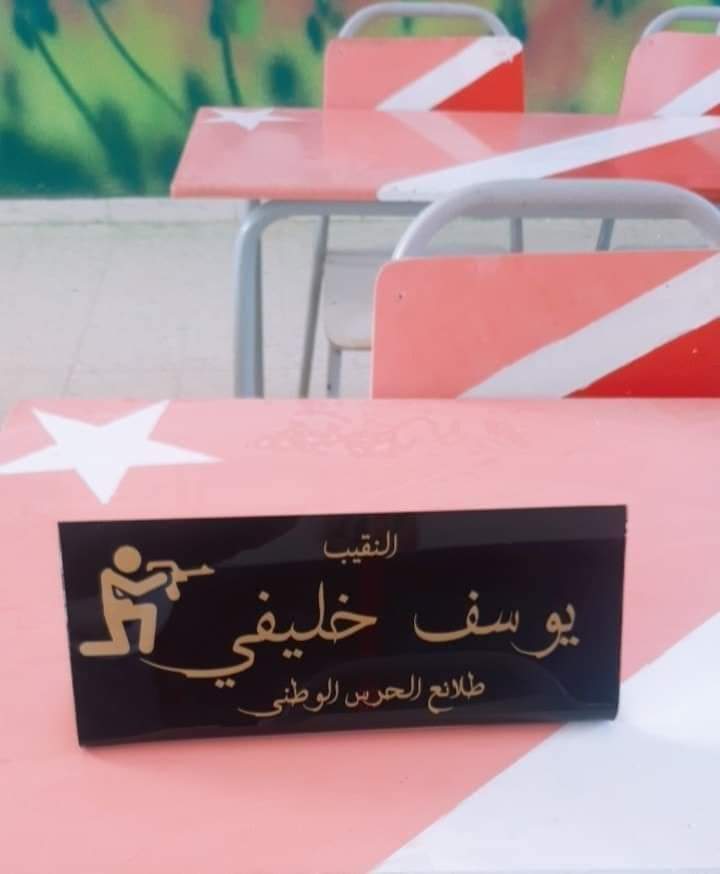 النقيب
يوسف خليفي
طلائع الحرس الوطني